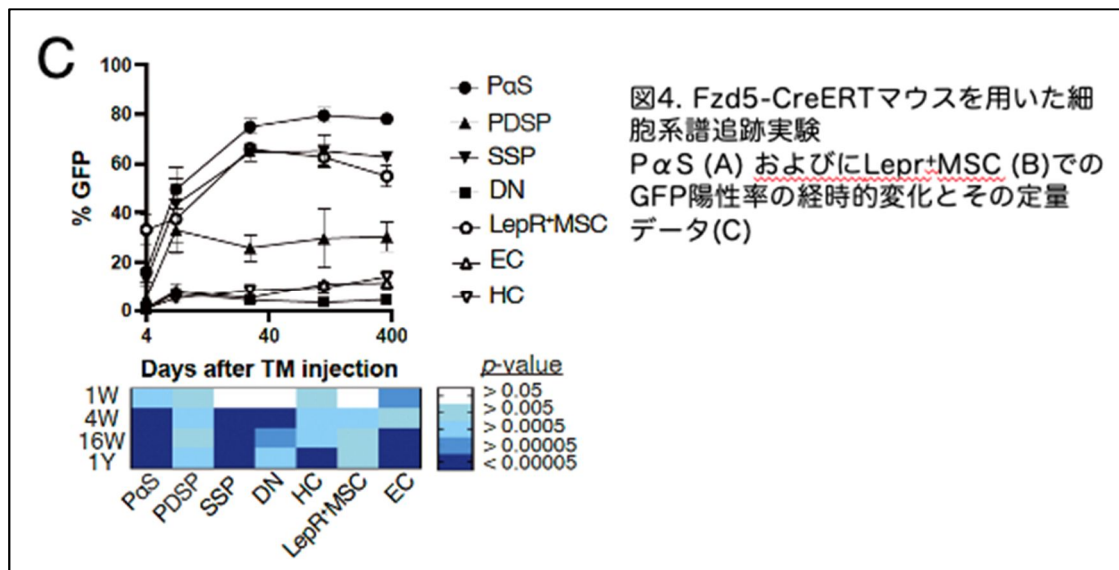 C
100
80
60
40
20
0
% GFP
4
40
400
Days after TM injection
PαS
PDSP
SSP
DN
LepR⁺MSC
EC
HC
図4. Fzd5-CreERTマウスを用いた細
胞系譜追跡実験
PαS (A) およびにLepr⁺MSC (B)での
GFP陽性率の経時的変化とその定量
データ(C)
1W
4W
16W
1Y
PαS
PDSP
SSP
DN
HC
LepR⁺MSC
EC
p-value
> 0.05
> 0.005
> 0.0005
> 0.00005
< 0.00005